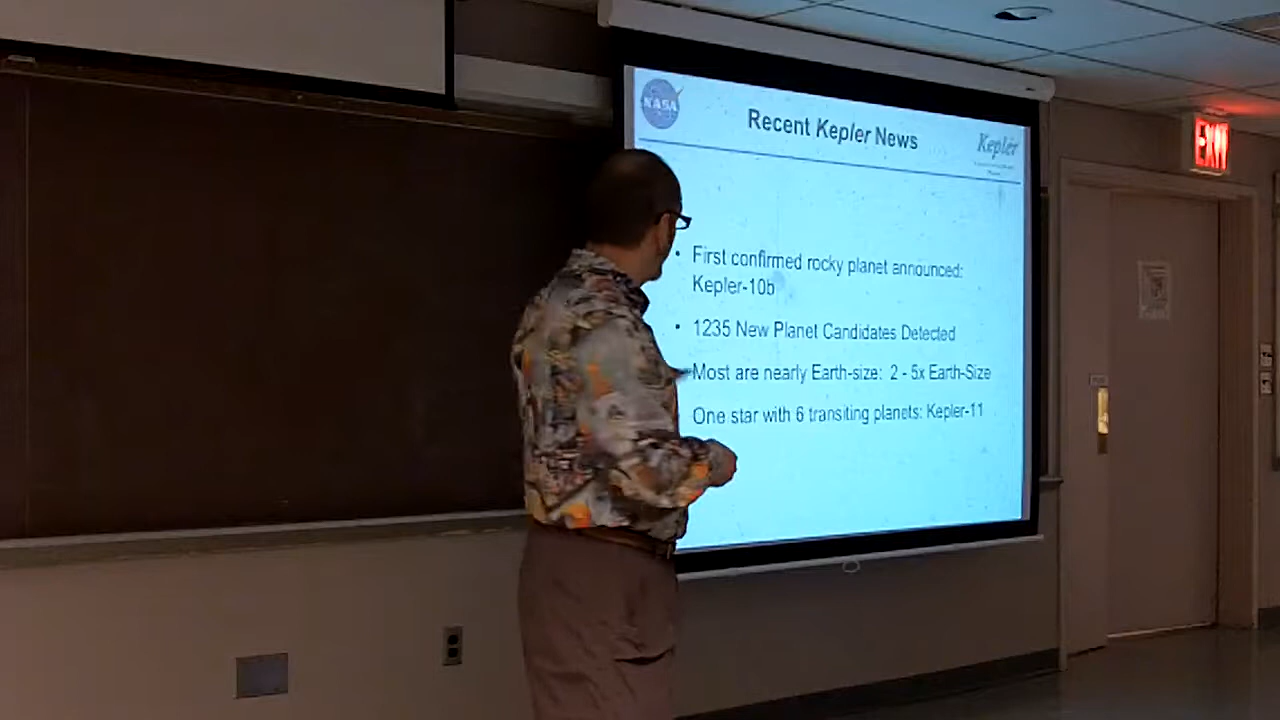 NASA
Recent Kepler News
Kepler
• First confirmed rocky planet announced:
Kepler-10b
• 1235 New Planet Candidates Detected
Most are nearly Earth-size: 2 - 5x Earth-Size
One star with 6 transiting planets: Kepler-11